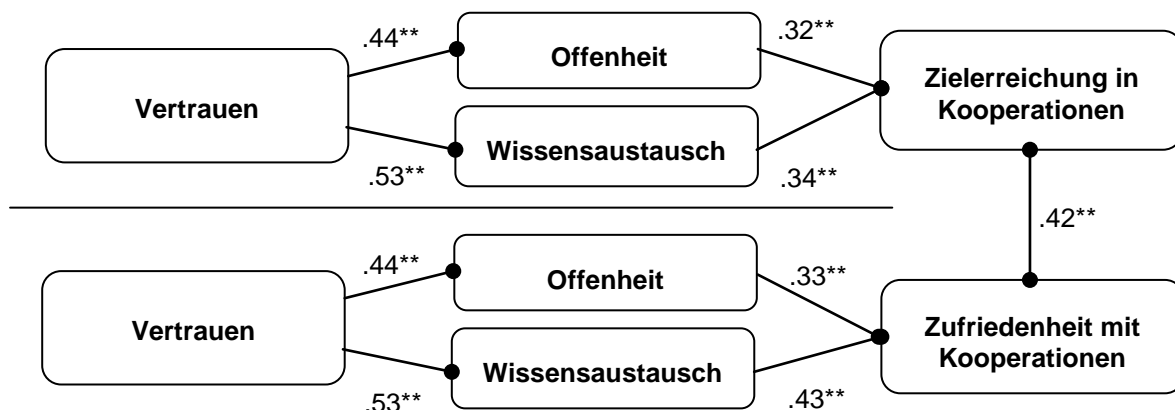 .44**
.32**
Offenheit
Zielerreichung in
Kooperationen
Vertrauen
Wissensaustausch
.53**
.34**
.42**
.44**
.33**
Offenheit
Zufriedenheit mit
Kooperationen
Vertrauen
Wissensaustausch
.53**
.43**